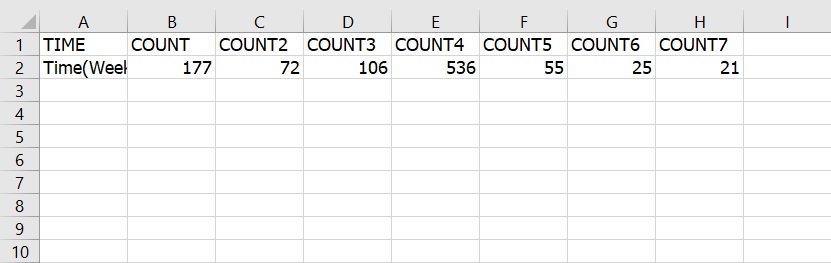 A B C D E F G H I
1 TIME COUNT COUNT2 COUNT3 COUNT4 COUNT5 COUNT6 COUNT7
2 Time(Week 177 72 106 536 55 25 21
3
4
5
6
7
8
9
10